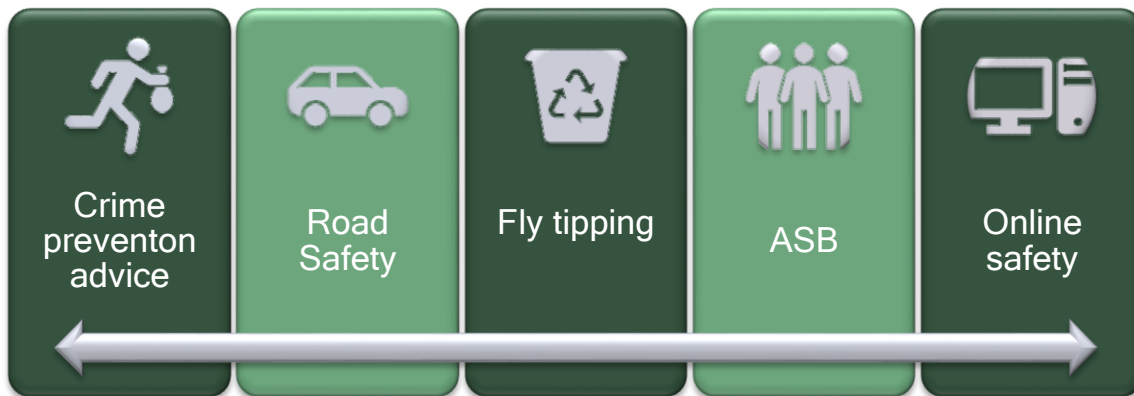 Crime
preventon
advice
Road
Safety
Fly tipping
ASB
Online
safety